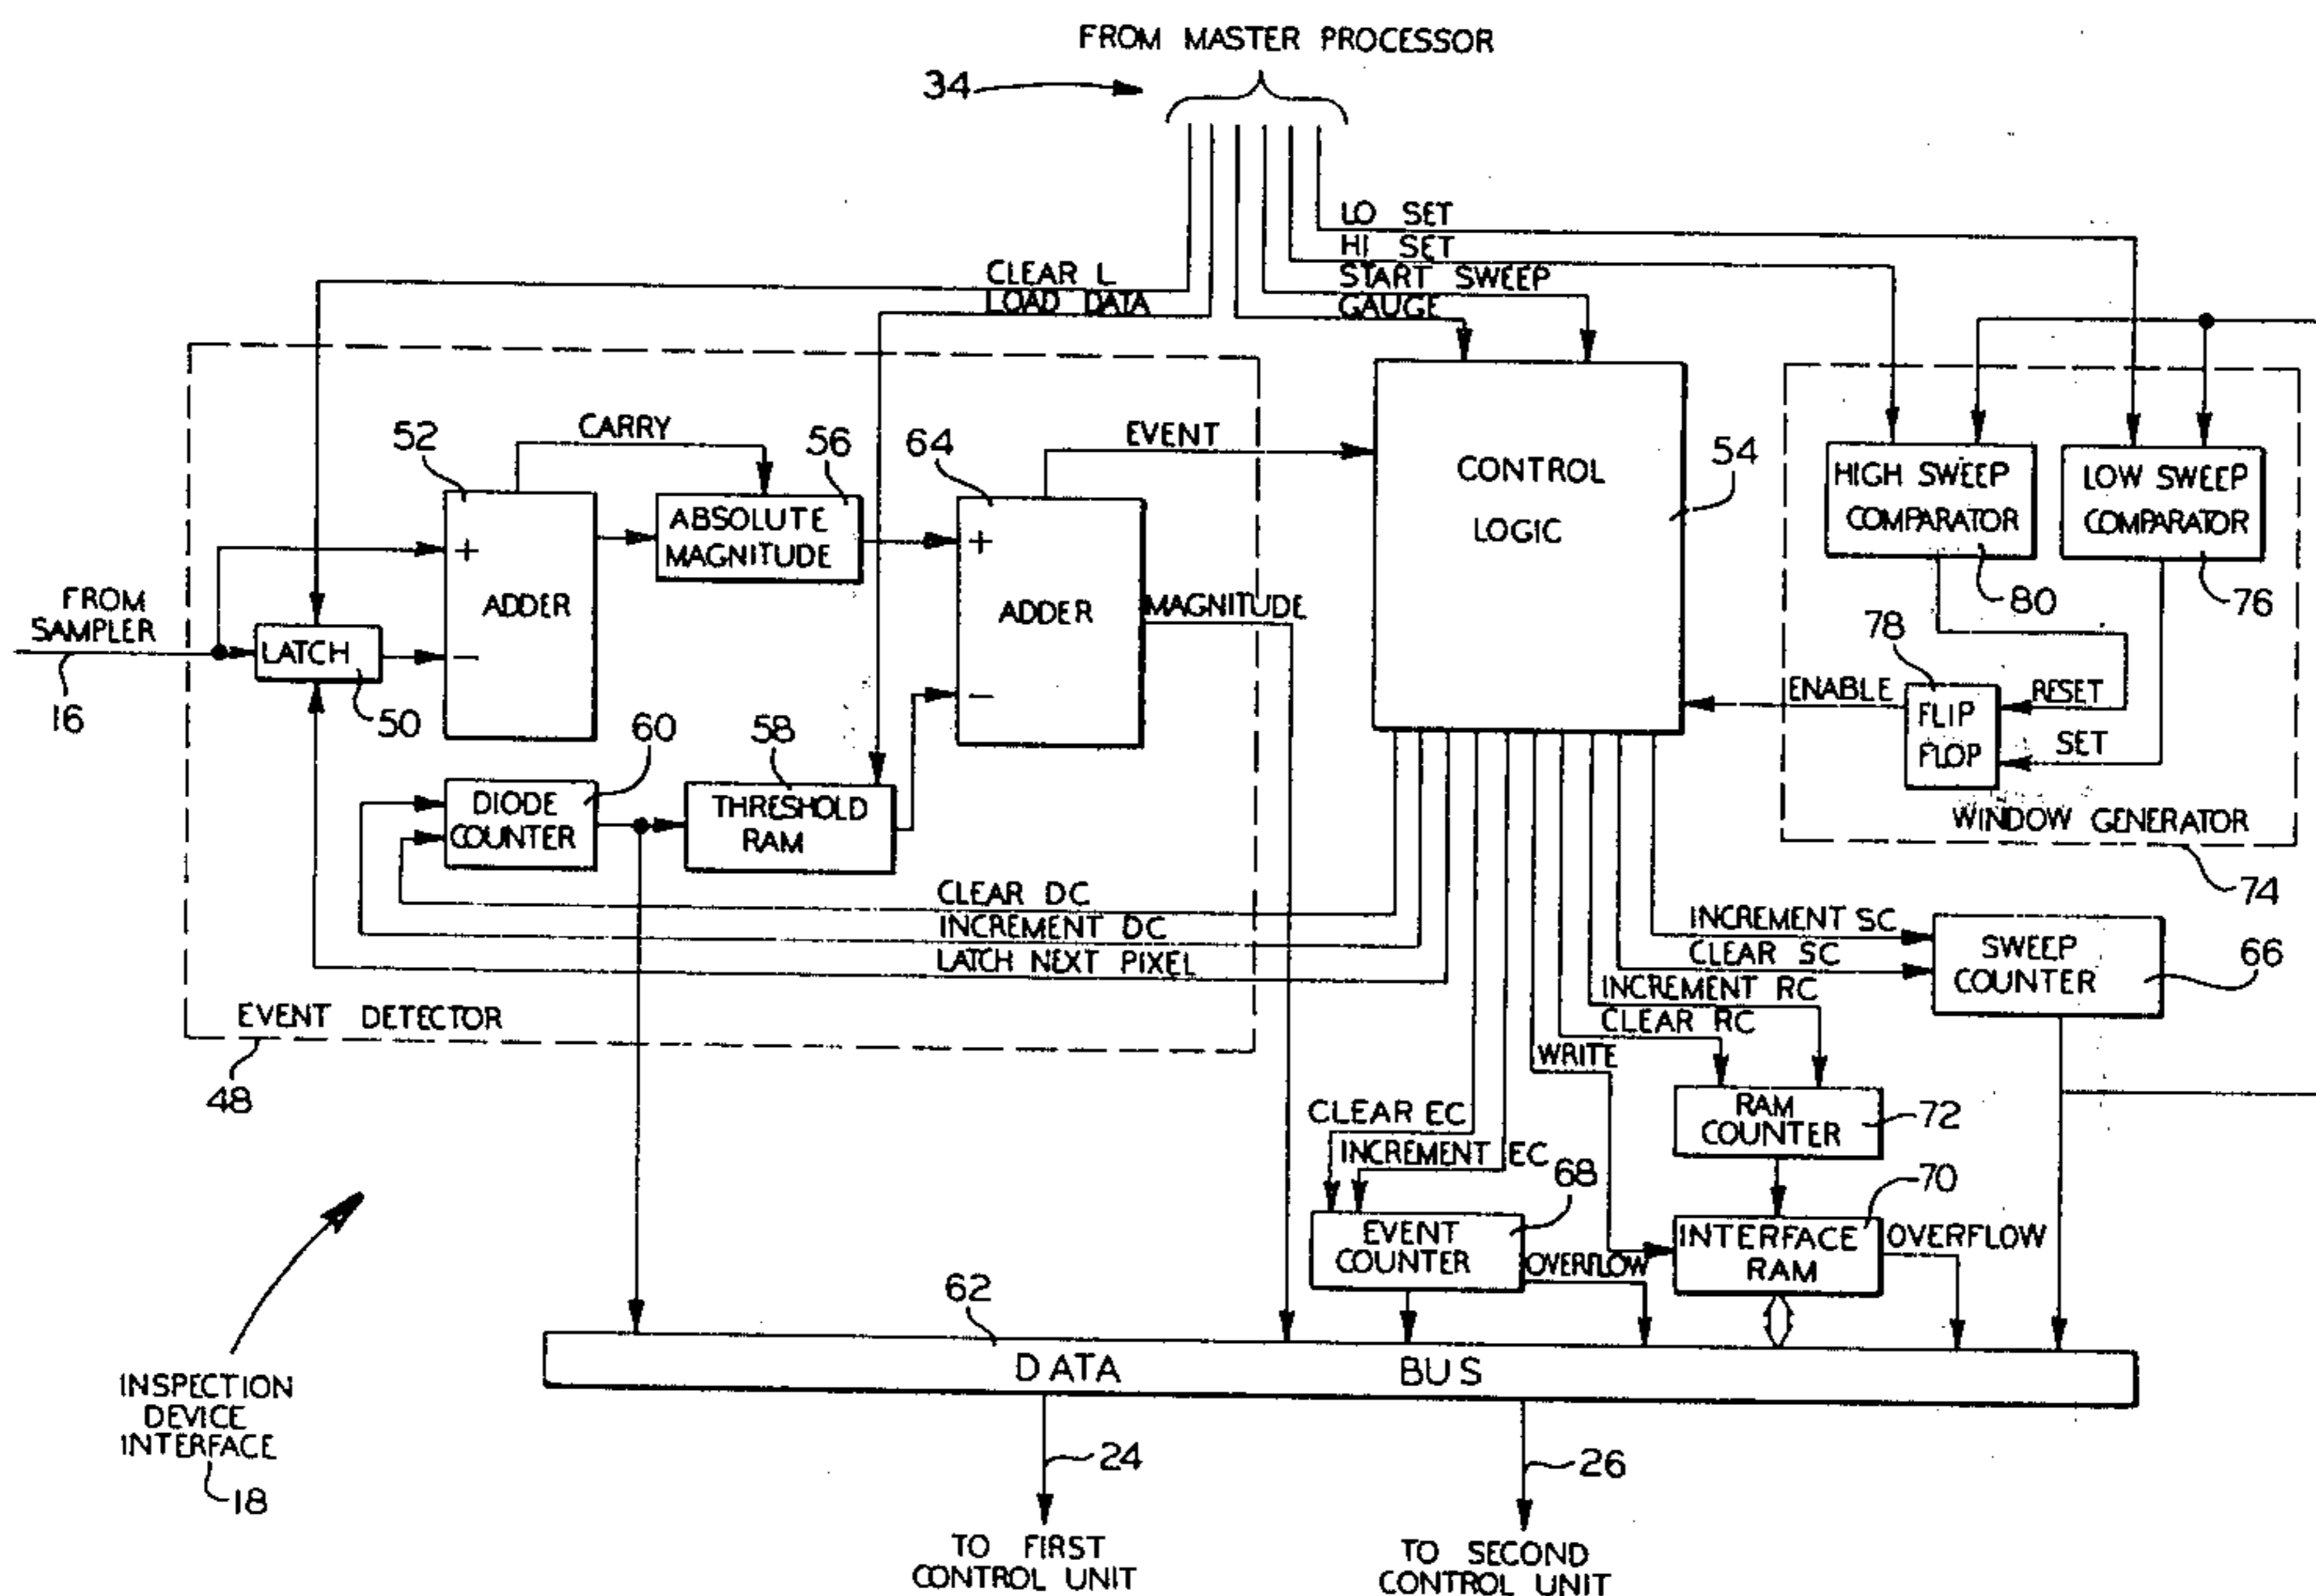 FROM MASTER PROCESSOR
34
LO SET
HI SET
START SWEEP
GAUGE
CLEAR L
LOAD DATA
52
CARRY
56
64
EVENT
54
CONTROL
LOGIC
HIGH SWEEP
COMPARATOR
LOW SWEEP
COMPARATOR
80
76
ABSOLUTE
MAGNITUDE
+
ADDER
−
+
ADDER
−
MAGNITUDE
FROM
SAMPLER
16
LATCH
50
78
ENABLE
FLIP
FLOP
RESET
SET
WINDOW GENERATOR
74
60
58
DIODE
COUNTER
THRESHOLD
RAM
CLEAR DC
INCREMENT DC
LATCH NEXT PIXEL
EVENT DETECTOR
48
INCREMENT SC
CLEAR SC
SWEEP
COUNTER
66
INCREMENT RC
CLEAR RC
WRITE
RAM
COUNTER
72
CLEAR EC
INCREMENT EC
68
70
EVENT
COUNTER
OVERFLOW
INTERFACE
RAM
OVERFLOW
62
DATA BUS
INSPECTION
DEVICE
INTERFACE
18
24
26
TO FIRST
CONTROL UNIT
TO SECOND
CONTROL UNIT